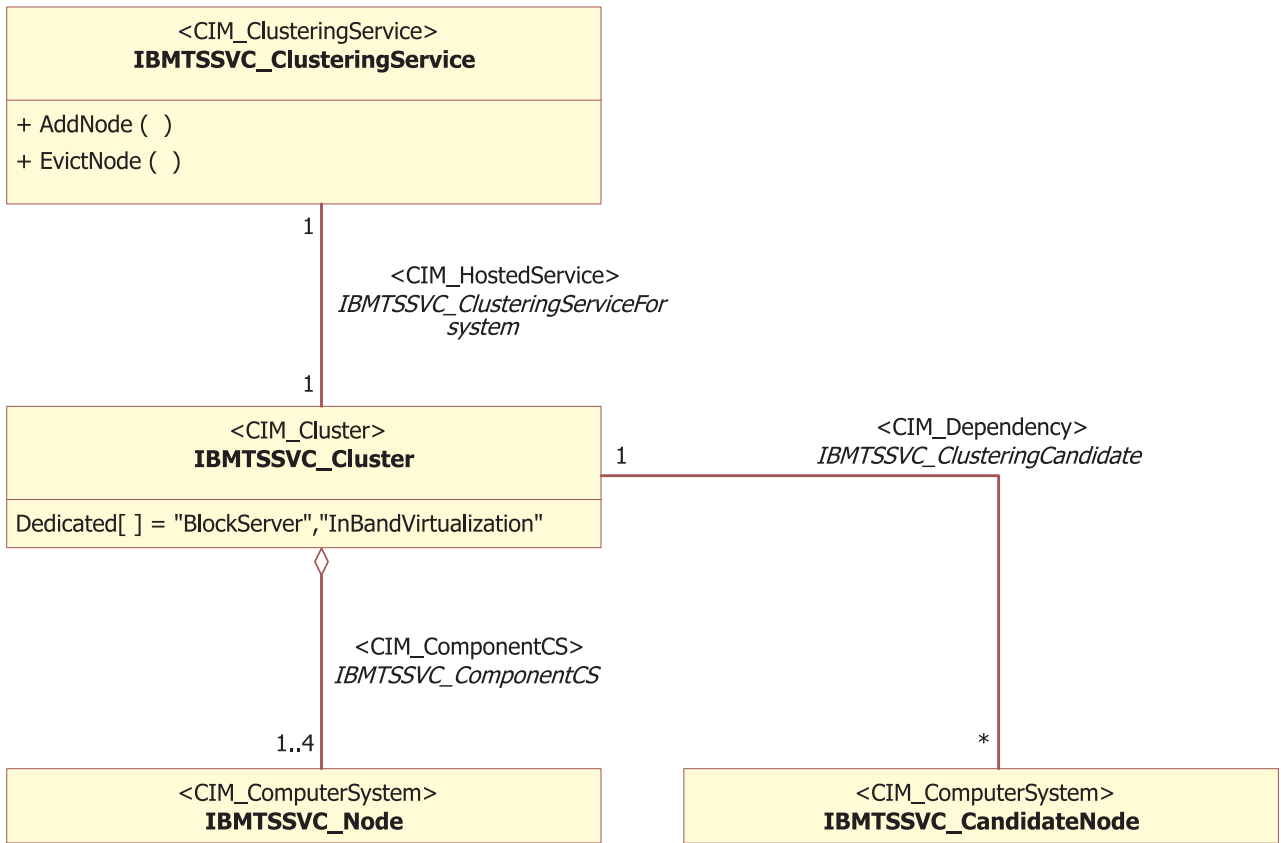 <CIM_ClusteringService>
IBMTSSVC_ClusteringService
+ AddNode ( )
+ EvictNode ( )
1
<CIM_HostedService>
IBMTSSVC_ClusteringServiceFor
system
1
<CIM_Cluster>
IBMTSSVC_Cluster
Dedicated[ ] = "BlockServer","InBandVirtualization"
1
<CIM_Dependency>
IBMTSSVC_ClusteringCandidate
<CIM_ComponentCS>
IBMTSSVC_ComponentCS
1..4
*
<CIM_ComputerSystem>
IBMTSSVC_Node
<CIM_ComputerSystem>
IBMTSSVC_CandidateNode